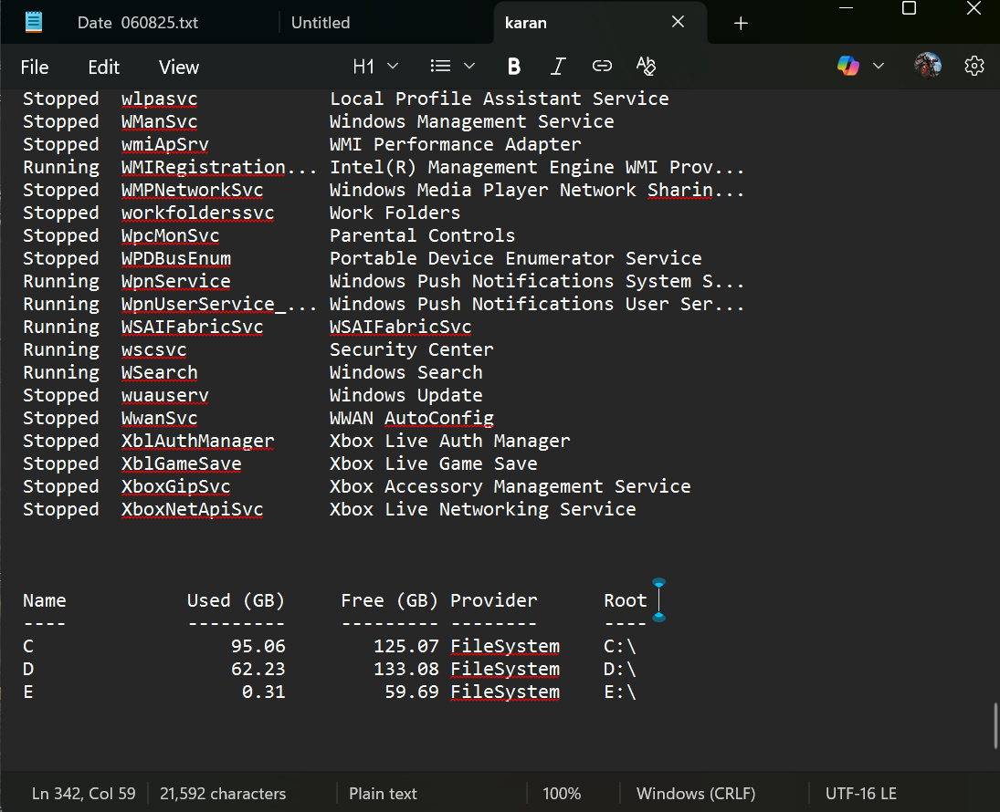 Date 060825.txt Untitled karan
File Edit View H1 B I A
Stopped wlpasvc Local Profile Assistant Service
Stopped WManSvc Windows Management Service
Stopped wmiApSrv WMI Performance Adapter
Running WMIRegistration... Intel(R) Management Engine WMI Prov...
Stopped WMPNetworkSvc Windows Media Player Network Sharin...
Stopped workfolderssvc Work Folders
Stopped WpcMonSvc Parental Controls
Stopped WPDBusEnum Portable Device Enumerator Service
Running WpnService Windows Push Notifications System S...
Running WpnUserService_... Windows Push Notifications User Ser...
Running WSAIFabricSvc WSAIFabricSvc
Running wscsvc Security Center
Running WSearch Windows Search
Stopped wuauserv Windows Update
Stopped WwanSvc WWAN AutoConfig
Stopped XblAuthManager Xbox Live Auth Manager
Stopped XblGameSave Xbox Live Game Save
Stopped XboxGipSvc Xbox Accessory Management Service
Stopped XboxNetApiSvc Xbox Live Networking Service
Name Used (GB) Free (GB) Provider Root
---- --------- --------- -------- ----
C 95.06 125.07 FileSystem C:\
D 62.23 133.08 FileSystem D:\
E 0.31 59.69 FileSystem E:\
Ln 342, Col 59 21,592 characters Plain text 100% Windows (CRLF) UTF-16 LE